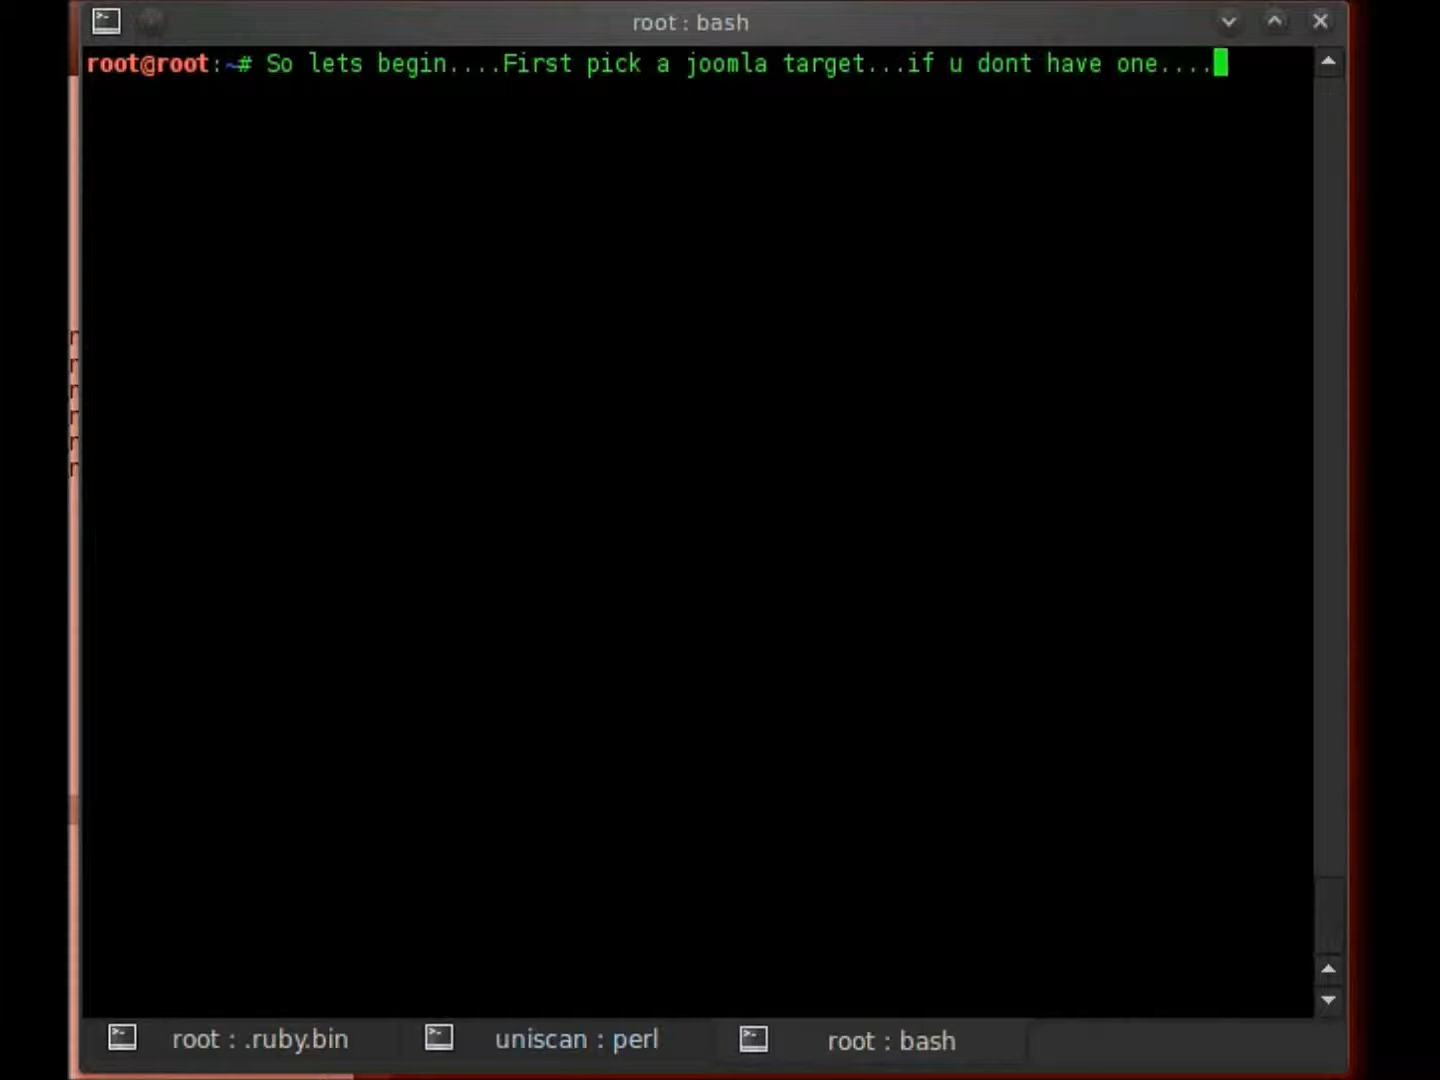 root : bash
root@root:~# So lets begin....First pick a joomla target...if u dont have one....
root : .ruby.bin
uniscan : perl
root : bash